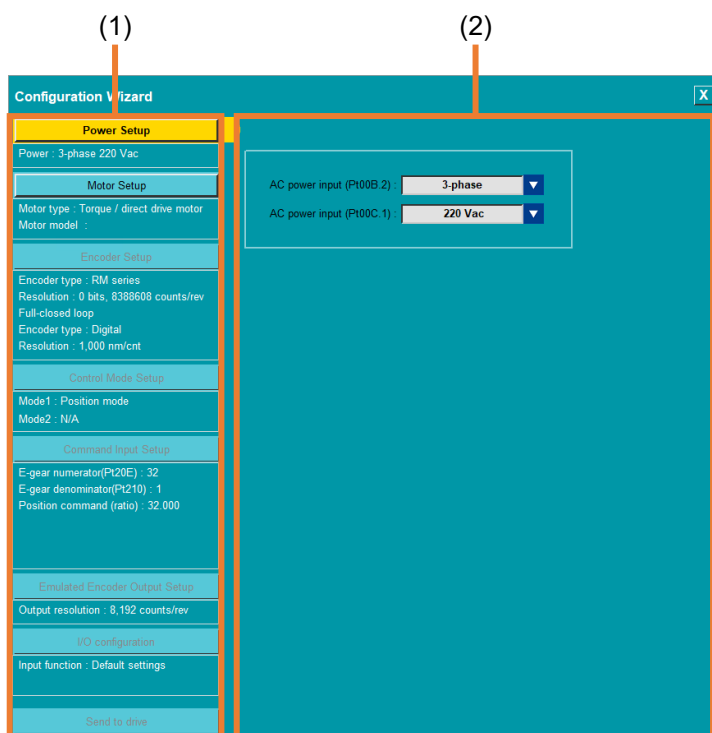 (1)
(2)
Configuration Wizard
X
Power Setup
Power : 3-phase 220 Vac
Motor Setup
Motor type : Torque / direct drive motor
Motor model :
Encoder Setup
Encoder type : RM series
Resolution : 0 bits, 8388608 counts/rev
Full-closed loop
Encoder type : Digital
Resolution : 1,000 nm/cnt
Control Mode Setup
Mode1 : Position mode
Mode2 : N/A
Command Input Setup
E-gear numerator(Pt20E) : 32
E-gear denominator(Pt210) : 1
Position command (ratio) : 32.000
Emulated Encoder Output Setup
Output resolution : 8,192 counts/rev
I/O configuration
Input function : Default settings
Send to drive
AC power input (Pt00B.2) : 3-phase
AC power input (Pt00C.1) : 220 Vac